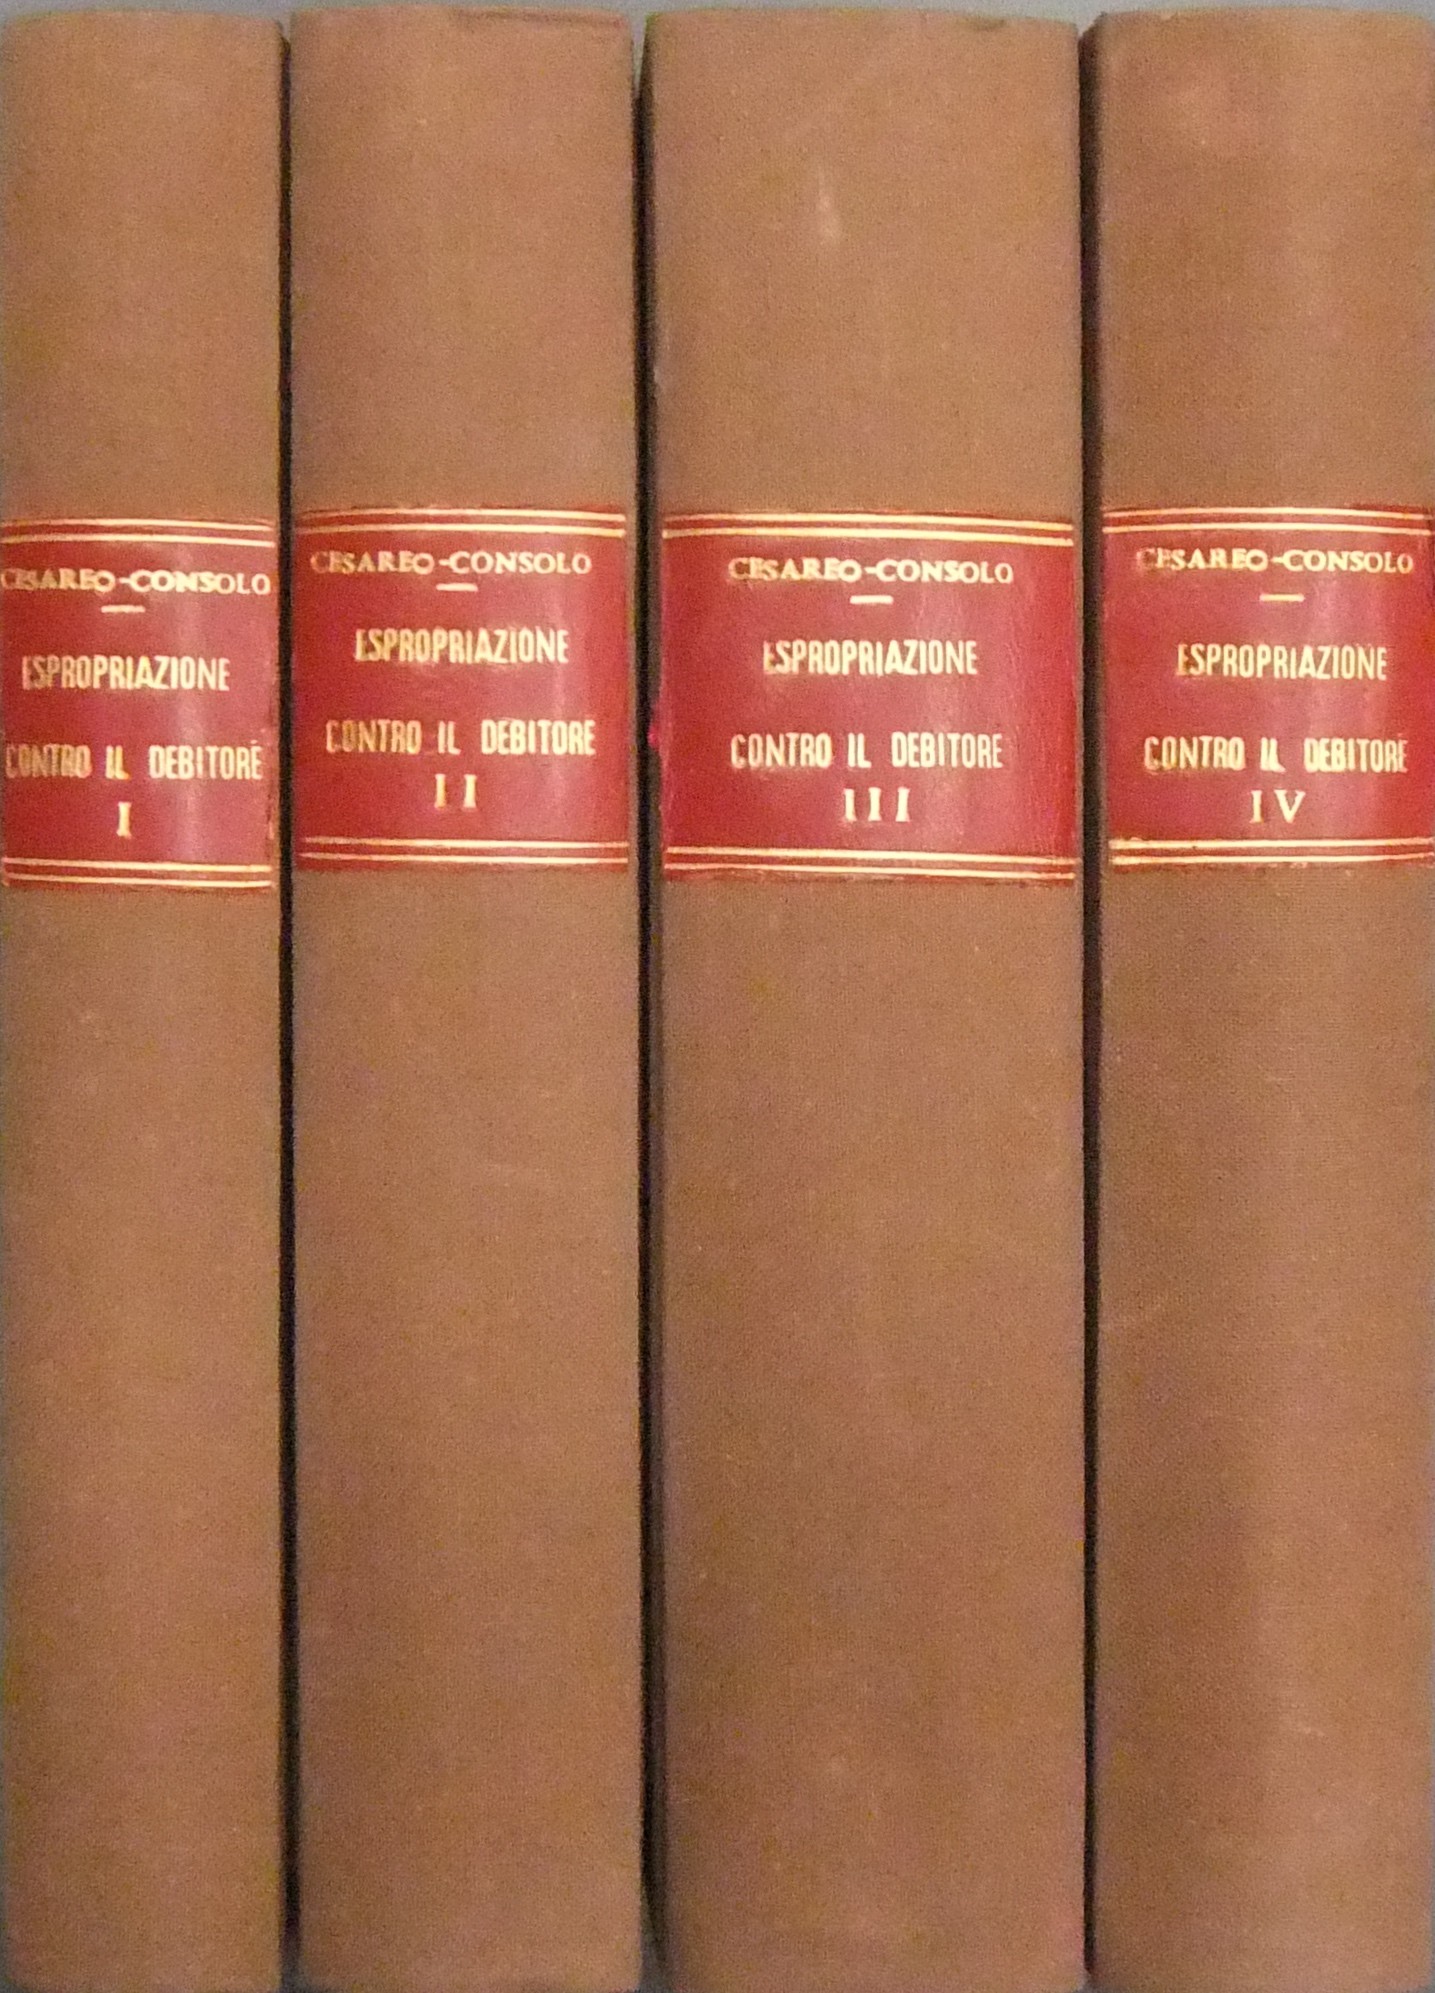 CESAREO-CONSOLO
ESPROPRIAZIONE
CONTRO IL DEBITORE
I
CESAREO-CONSOLO
ESPROPRIAZIONE
CONTRO IL DEBITORE
II
CESAREO-CONSOLO
ESPROPRIAZIONE
CONTRO IL DEBITORE
III
CESAREO-CONSOLO
ESPROPRIAZIONE
CONTRO IL DEBITORE
IV